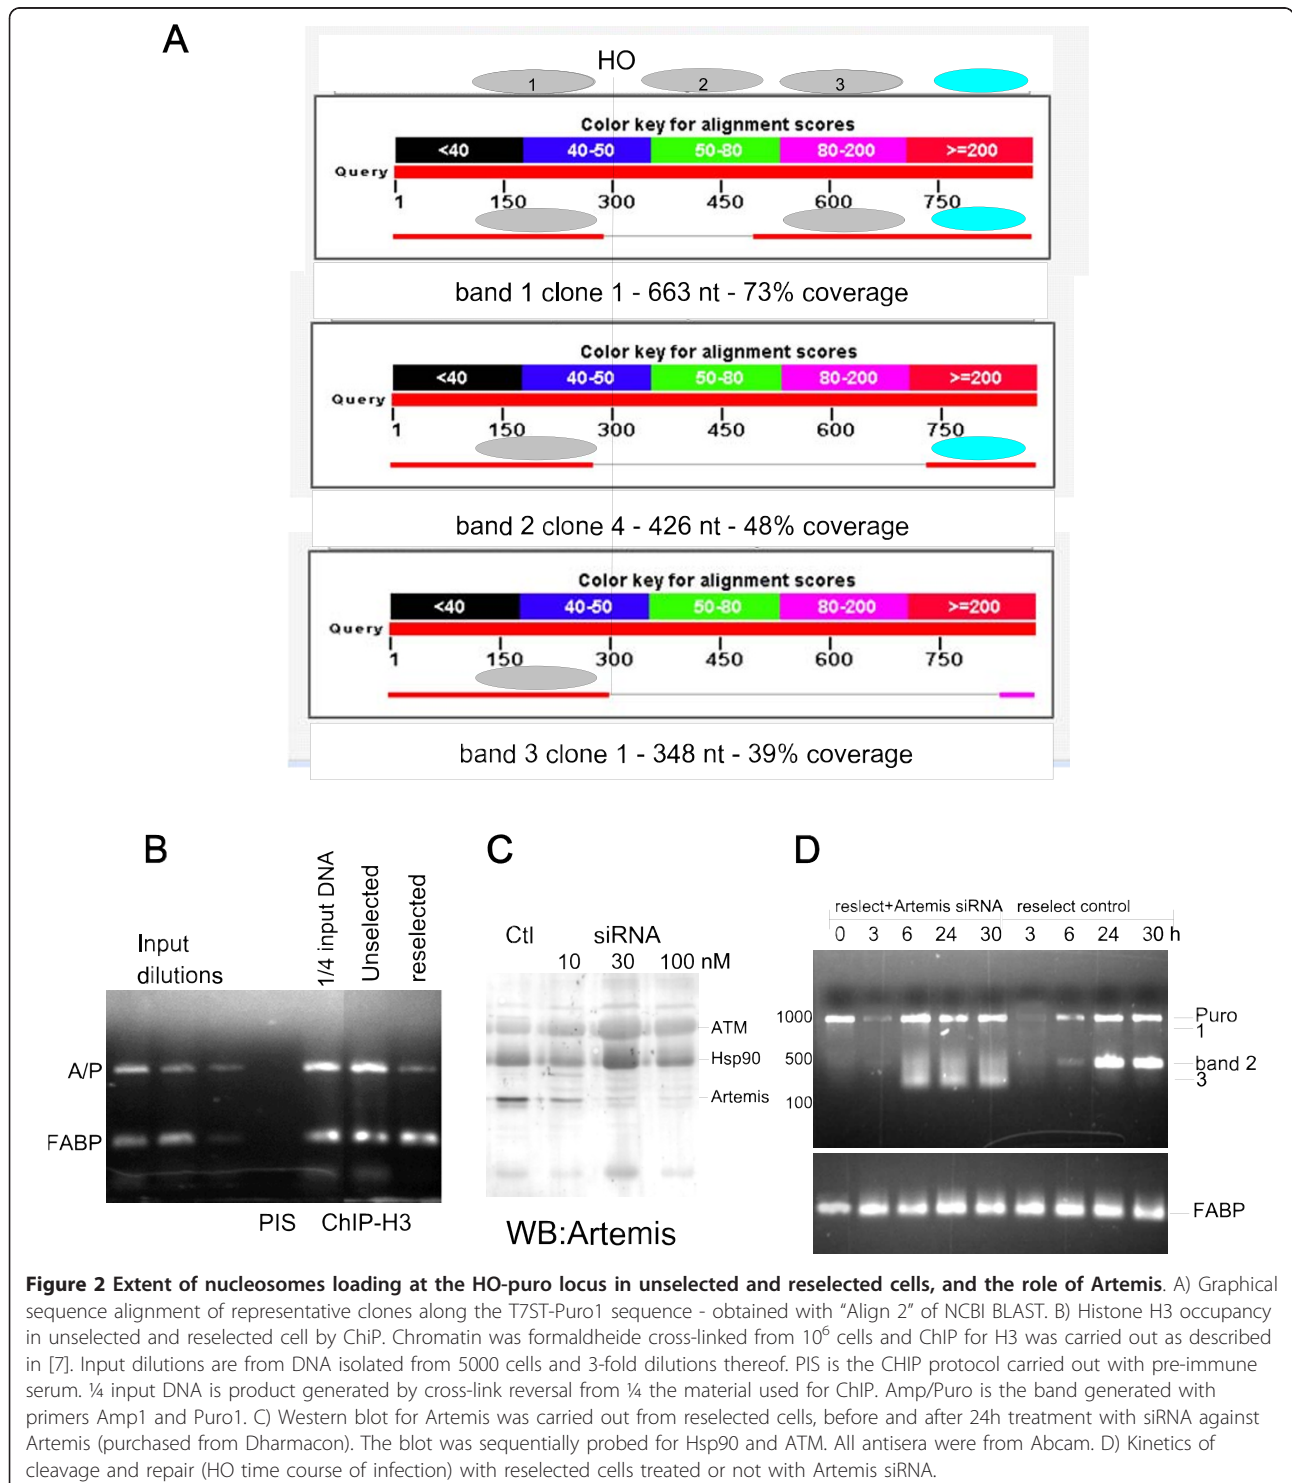 A
HO
1 2 3
Color key for alignment scores
<40 40-50 50-80 80-200 >=200
Query
1 150 300 450 600 750
band 1 clone 1 - 663 nt - 73% coverage
Color key for alignment scores
<40 40-50 50-80 80-200 >=200
Query
1 150 300 450 600 750
band 2 clone 4 - 426 nt - 48% coverage
Color key for alignment scores
<40 40-50 50-80 80-200 >=200
Query
1 150 300 450 600 750
band 3 clone 1 - 348 nt - 39% coverage
B
Input dilutions
1/4 input DNA
Unselected
reselected
A/P
FABP
PIS ChIP-H3
C
Ctl siRNA
10 30 100 nM
ATM
Hsp90
Artemis
WB:Artemis
D
reslect+Artemis siRNA reselect control
0 3 6 24 30 3 6 24 30 h
1000
500
100
Puro
1
band 2
3
FABP
Figure 2 Extent of nucleosomes loading at the HO-puro locus in unselected and reselected cells, and the role of Artemis. A) Graphical
sequence alignment of representative clones along the T7ST-Puro1 sequence - obtained with "Align 2" of NCBI BLAST. B) Histone H3 occupancy
in unselected and reselected cell by ChiP. Chromatin was formaldheide cross-linked from 10⁶ cells and ChIP for H3 was carried out as described
in [7]. Input dilutions are from DNA isolated from 5000 cells and 3-fold dilutions thereof. PIS is the CHIP protocol carried out with pre-immune
serum. ¼ input DNA is product generated by cross-link reversal from ¼ the material used for ChIP. Amp/Puro is the band generated with
primers Amp1 and Puro1. C) Western blot for Artemis was carried out from reselected cells, before and after 24h treatment with siRNA against
Artemis (purchased from Dharmacon). The blot was sequentially probed for Hsp90 and ATM. All antisera were from Abcam. D) Kinetics of
cleavage and repair (HO time course of infection) with reselected cells treated or not with Artemis siRNA.